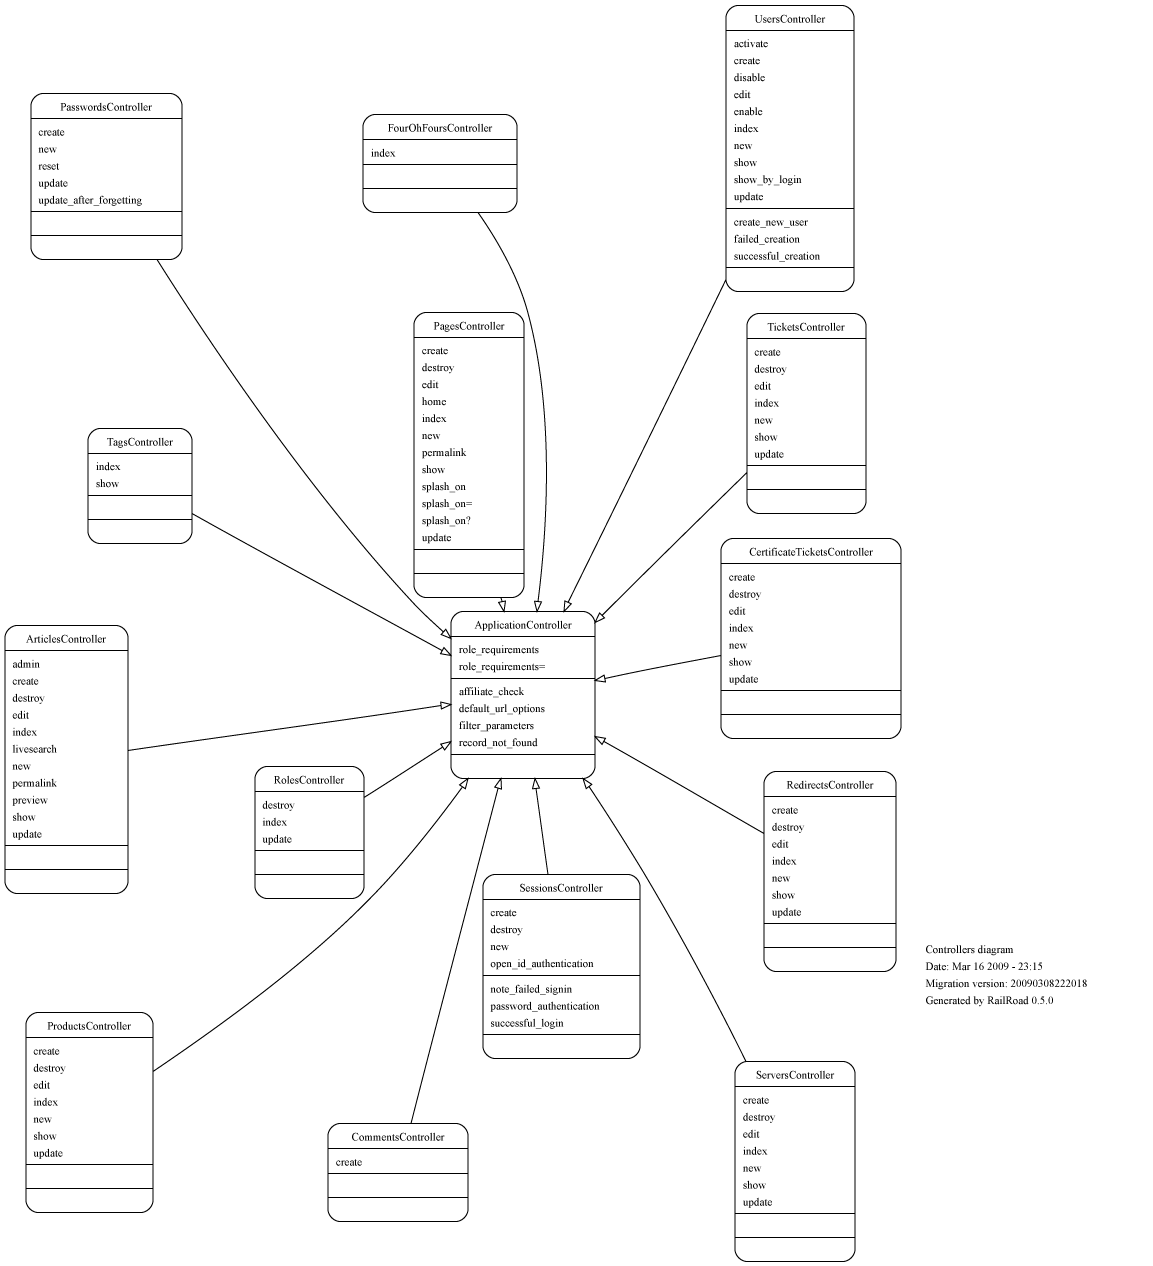 UsersController
activate
create
disable
edit
enable
index
new
show
show_by_login
update
create_new_user
failed_creation
successful_creation
PasswordsController
create
new
reset
update
update_after_forgetting
FourOhFoursController
index
PagesController
create
destroy
edit
home
index
new
permalink
show
splash_on
splash_on=
splash_on?
update
TicketsController
create
destroy
edit
index
new
show
update
TagsController
index
show
CertificateTicketsController
create
destroy
edit
index
new
show
update
ApplicationController
role_requirements
role_requirements=
affiliate_check
default_url_options
filter_parameters
record_not_found
ArticlesController
admin
create
destroy
edit
index
livesearch
new
permalink
preview
show
update
RolesController
destroy
index
update
RedirectsController
create
destroy
edit
index
new
show
update
SessionsController
create
destroy
new
open_id_authentication
note_failed_signin
password_authentication
successful_login
Controllers diagram
Date: Mar 16 2009 - 23:15
Migration version: 20090308222018
Generated by RailRoad 0.5.0
ProductsController
create
destroy
edit
index
new
show
update
CommentsController
create
ServersController
create
destroy
edit
index
new
show
update